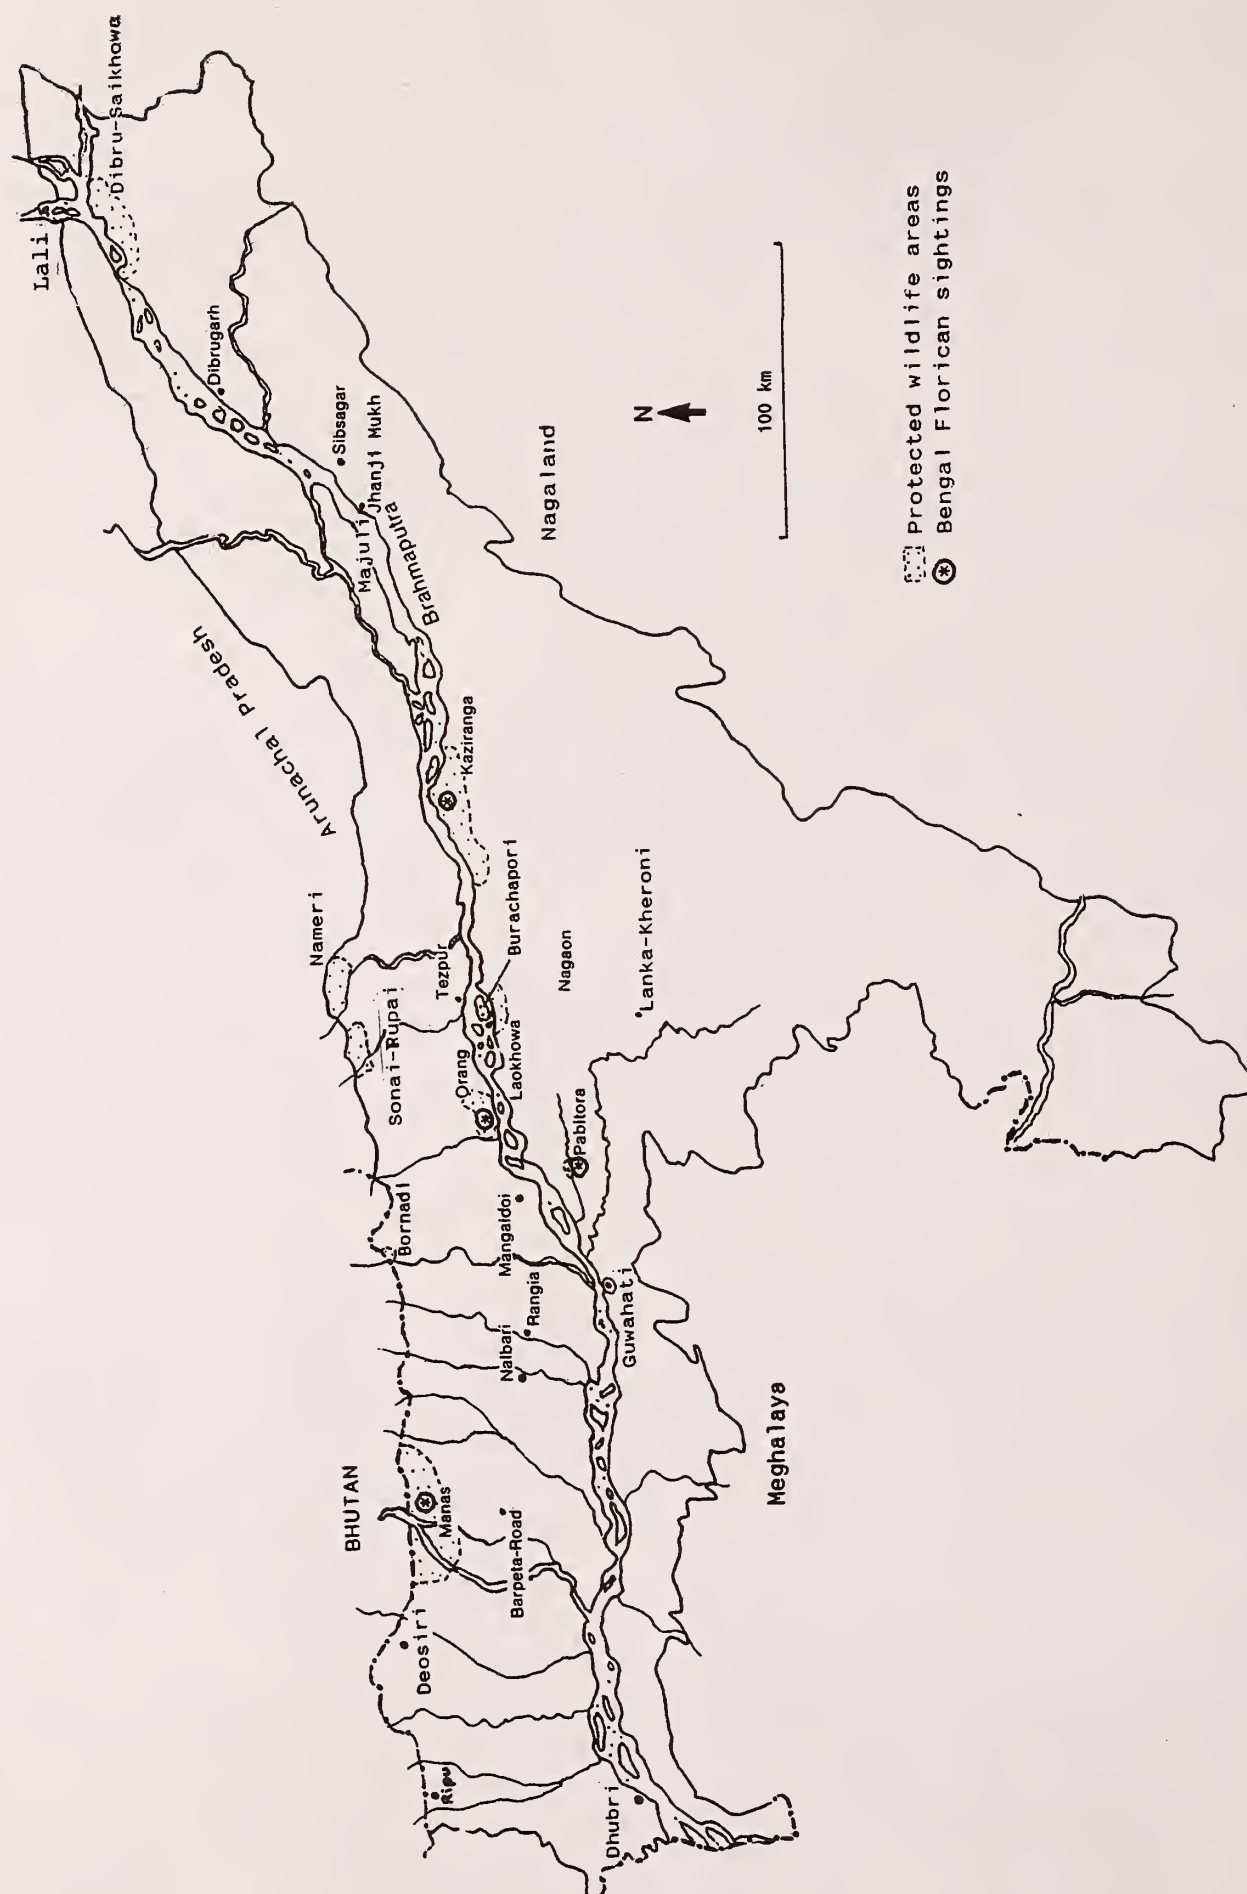 Lali
Dibru-Saikhowa
Dibrugarh
Sibsagar
Jhanji Mukh
Majuli
Brahmaputra
Arunachal Pradesh
Nagaland
Kaziranga
Nameri
Sonai-Rupai
Tezpur
Burachapori
Orang
Laokhowa
Nagaon
Lanka-Kheroni
Pabitora
Bornadi
Mangaldoi
Rangia
Nalbari
Guwahati
BHUTAN
Manas
Barpeta-Road
Meghalaya
Deosiri
Ripu
Dhubri
N
100 km
Protected wildlife areas
Bengal Florican sightings